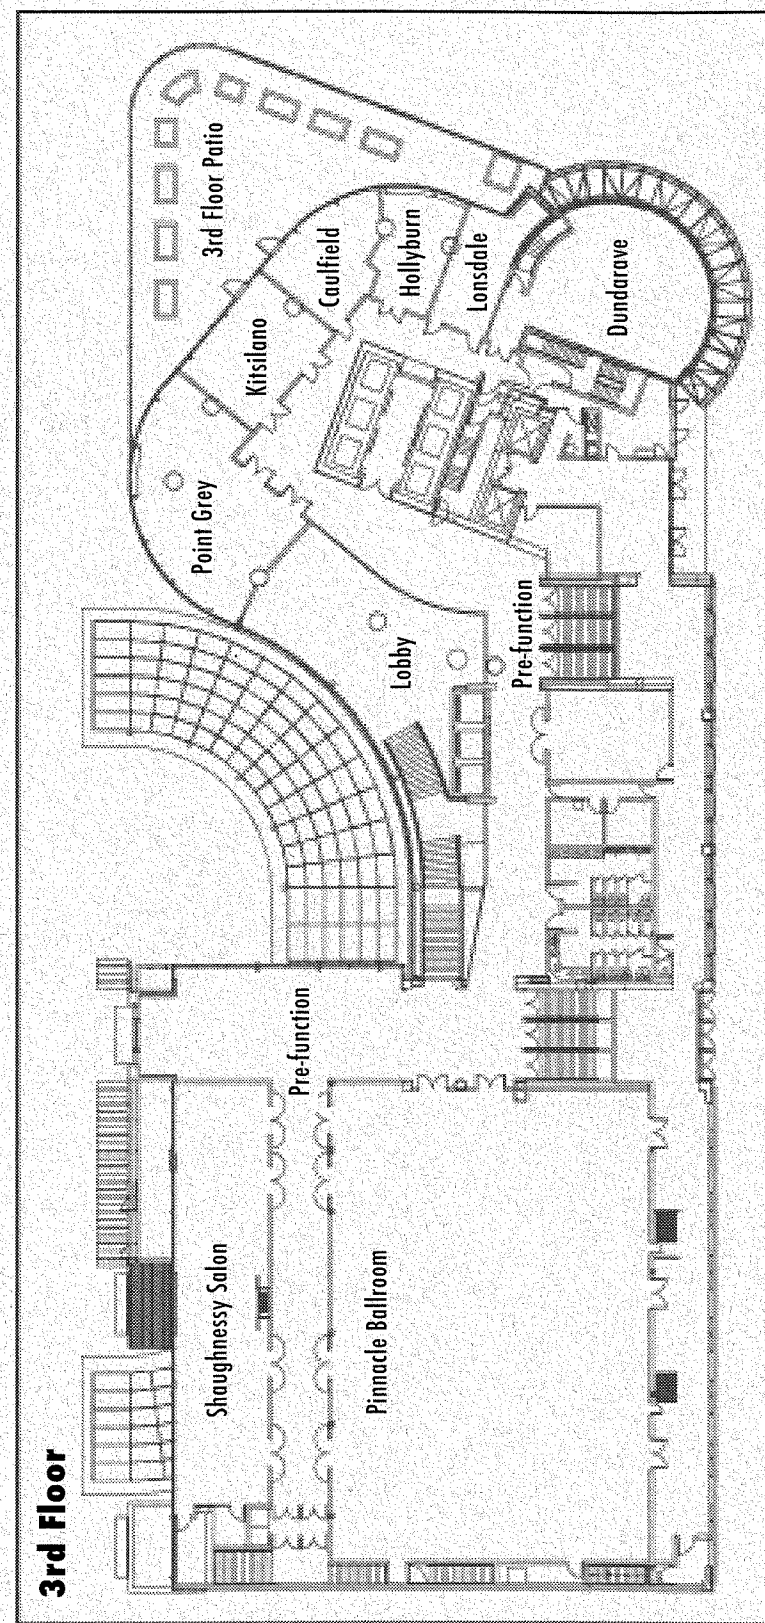 3rd Floor
Shaughnessy Salon
Pinnacle Ballroom
Pre-function
Lobby
Pre-function
Point Grey
Kitsilano
Caulfield
Hollyburn
Lonsdale
Dundarave
3rd Floor Patio